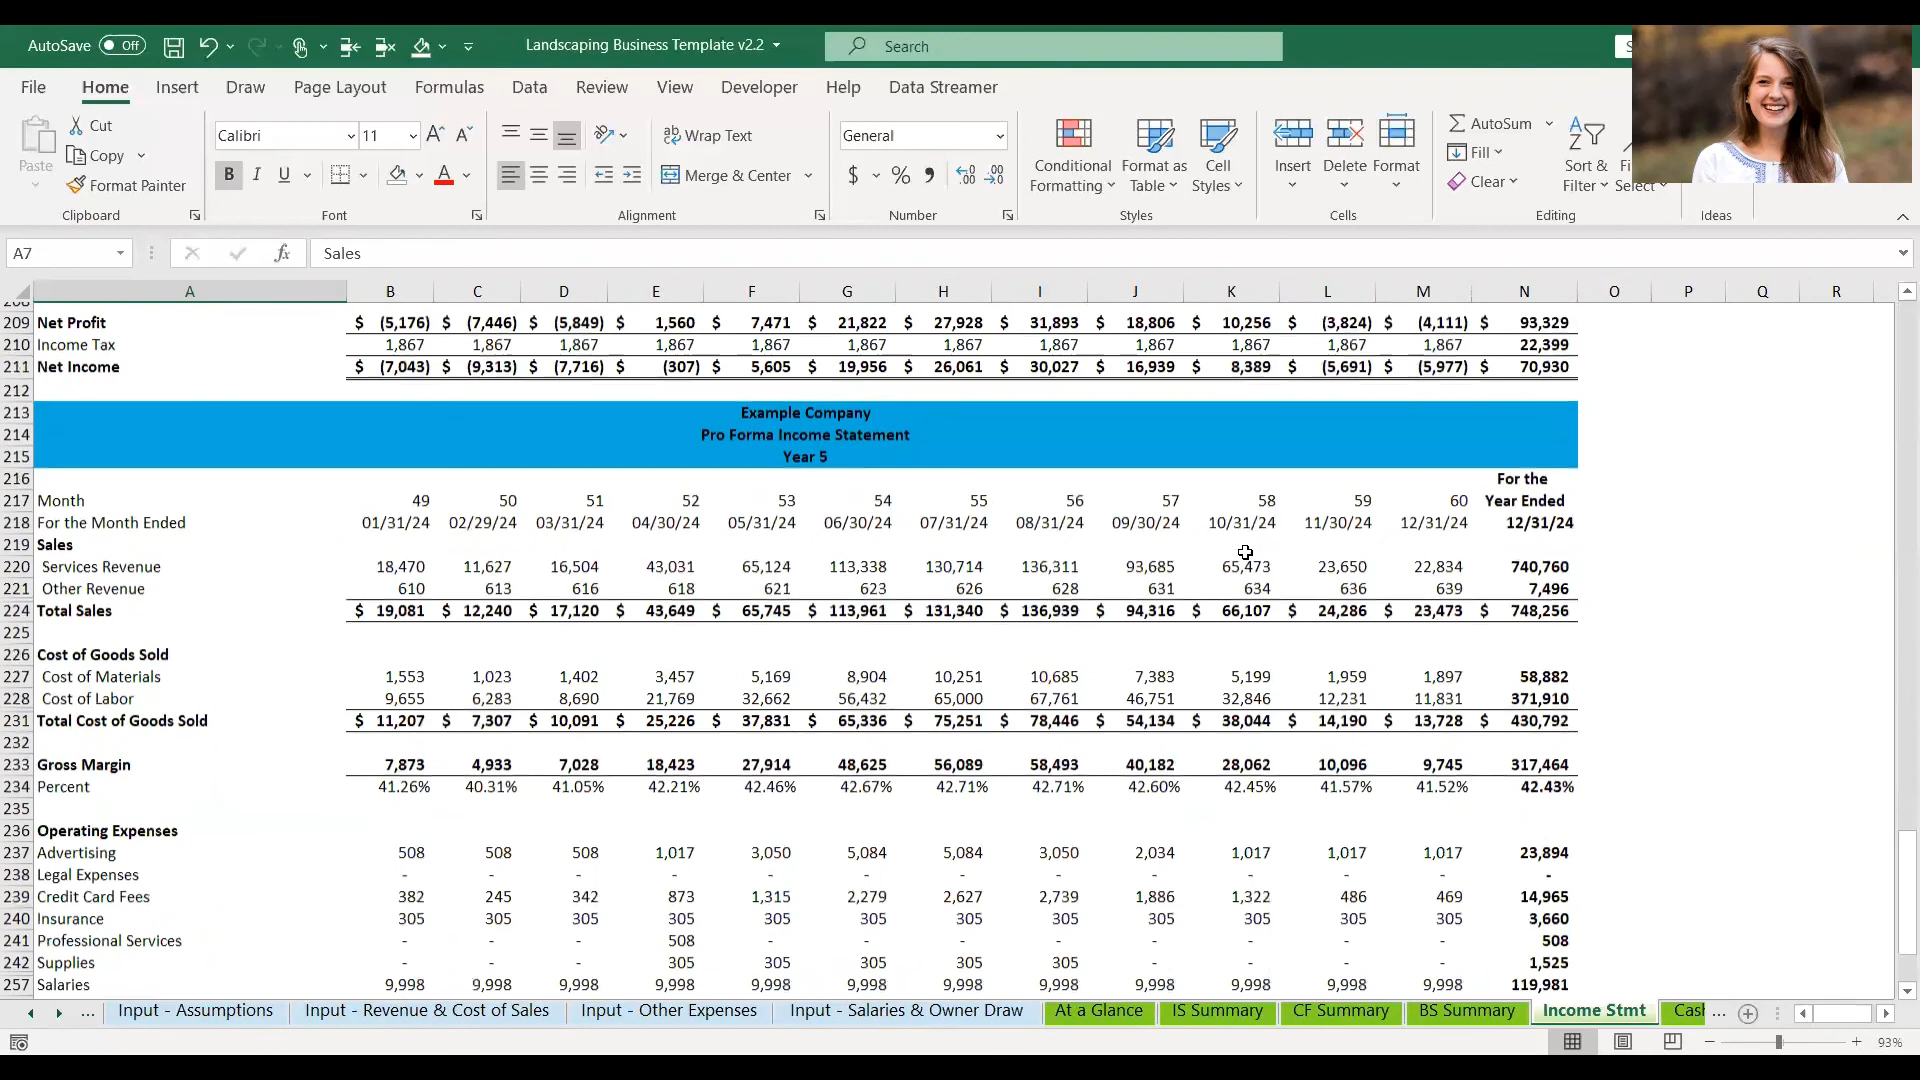 AutoSave Off Landscaping Business Template v2.2 Search
File Home Insert Draw Page Layout Formulas Data Review View Developer Help Data Streamer
Paste Cut Copy Format Painter Clipboard
Calibri 11 B I U A Font
ab Wrap Text Merge & Center Alignment
General $ % Number
Conditional Formatting Format as Table Cell Styles Styles
Insert Delete Format Cells
AutoSum Fill Clear Sort & Filter Select Editing
Ideas
A7 fx Sales
A B C D E F G H I J K L M N O P Q R
209 Net Profit $ (5,176) $ (7,446) $ (5,849) $ 1,560 $ 7,471 $ 21,822 $ 27,928 $ 31,893 $ 18,806 $ 10,256 $ (3,824) $ (4,111) $ 93,329
210 Income Tax 1,867 1,867 1,867 1,867 1,867 1,867 1,867 1,867 1,867 1,867 1,867 1,867 22,399
211 Net Income $ (7,043) $ (9,313) $ (7,716) $ (307) $ 5,605 $ 19,956 $ 26,061 $ 30,027 $ 16,939 $ 8,389 $ (5,691) $ (5,977) $ 70,930
212
213 Example Company
214 Pro Forma Income Statement
215 Year 5
216 For the
217 Month 49 50 51 52 53 54 55 56 57 58 59 60 Year Ended
218 For the Month Ended 01/31/24 02/29/24 03/31/24 04/30/24 05/31/24 06/30/24 07/31/24 08/31/24 09/30/24 10/31/24 11/30/24 12/31/24 12/31/24
219 Sales
220 Services Revenue 18,470 11,627 16,504 43,031 65,124 113,338 130,714 136,311 93,685 65,473 23,650 22,834 740,760
221 Other Revenue 610 613 616 618 621 623 626 628 631 634 636 639 7,496
224 Total Sales $ 19,081 $ 12,240 $ 17,120 $ 43,649 $ 65,745 $ 113,961 $ 131,340 $ 136,939 $ 94,316 $ 66,107 $ 24,286 $ 23,473 $ 748,256
225
226 Cost of Goods Sold
227 Cost of Materials 1,553 1,023 1,402 3,457 5,169 8,904 10,251 10,685 7,383 5,199 1,959 1,897 58,882
228 Cost of Labor 9,655 6,283 8,690 21,769 32,662 56,432 65,000 67,761 46,751 32,846 12,231 11,831 371,910
231 Total Cost of Goods Sold $ 11,207 $ 7,307 $ 10,091 $ 25,226 $ 37,831 $ 65,336 $ 75,251 $ 78,446 $ 54,134 $ 38,044 $ 14,190 $ 13,728 $ 430,792
232
233 Gross Margin 7,873 4,933 7,028 18,423 27,914 48,625 56,089 58,493 40,182 28,062 10,096 9,745 317,464
234 Percent 41.26% 40.31% 41.05% 42.21% 42.46% 42.67% 42.71% 42.71% 42.60% 42.45% 41.57% 41.52% 42.43%
235
236 Operating Expenses
237 Advertising 508 508 508 1,017 3,050 5,084 5,084 3,050 2,034 1,017 1,017 1,017 23,894
238 Legal Expenses - - - - - - - - - - - - -
239 Credit Card Fees 382 245 342 873 1,315 2,279 2,627 2,739 1,886 1,322 486 469 14,965
240 Insurance 305 305 305 305 305 305 305 305 305 305 305 305 3,660
241 Professional Services - - - 508 - - - - - - - - 508
242 Supplies - - - 305 305 305 305 305 - - - - 1,525
257 Salaries 9,998 9,998 9,998 9,998 9,998 9,998 9,998 9,998 9,998 9,998 9,998 9,998 119,981
... Input - Assumptions Input - Revenue & Cost of Sales Input - Other Expenses Input - Salaries & Owner Draw At a Glance IS Summary CF Summary BS Summary Income Stmt ...
93%